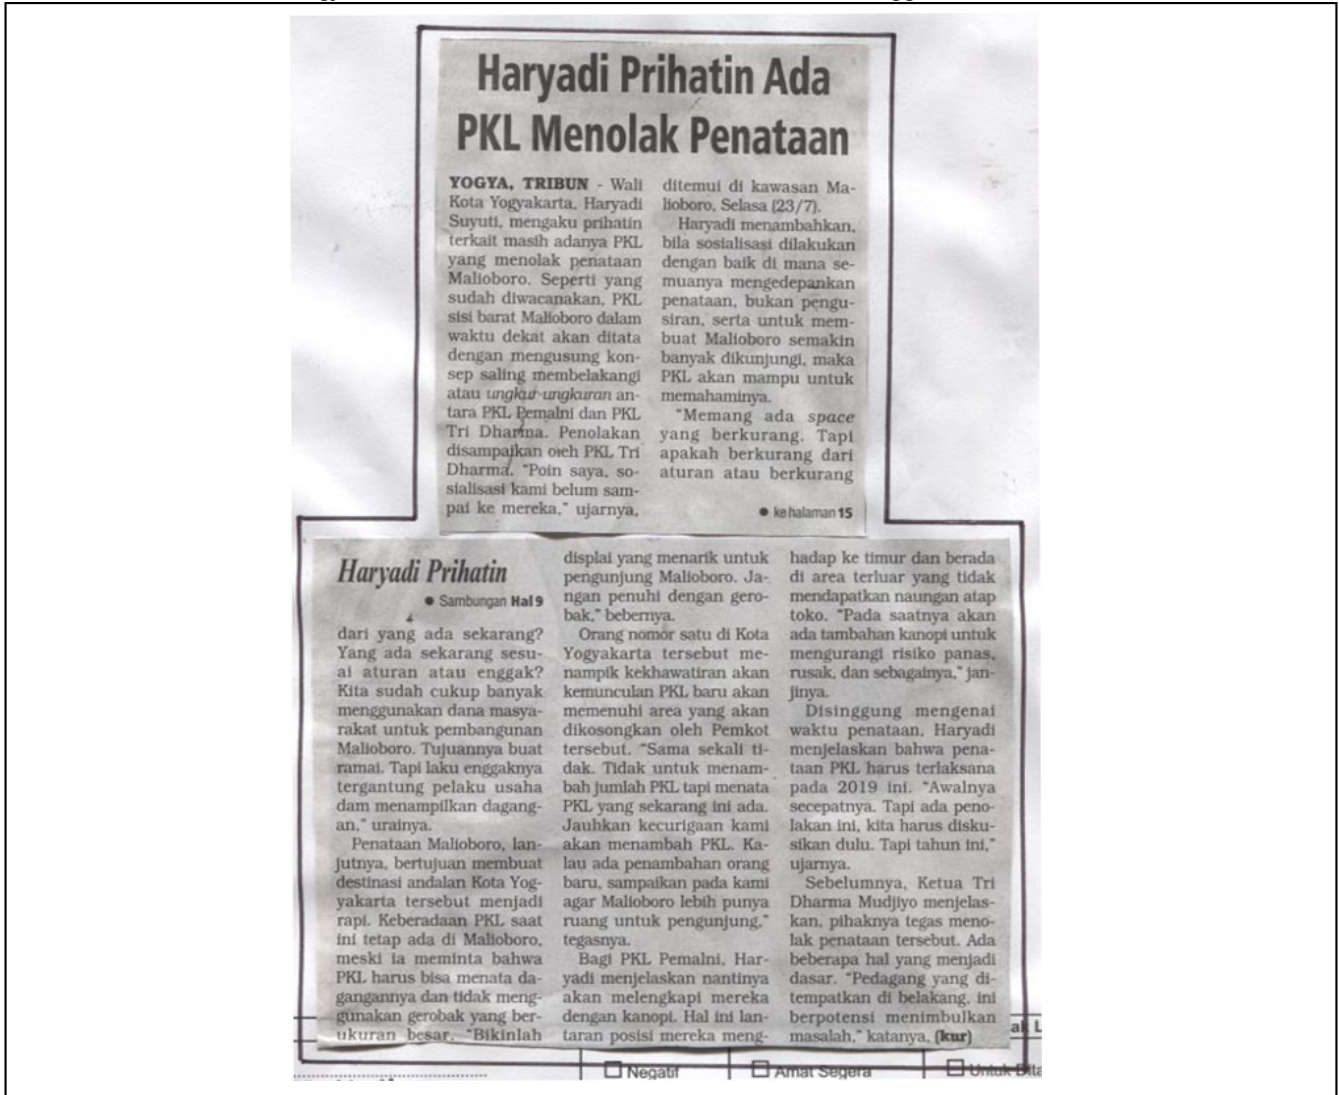 Haryadi Prihatin Ada
PKL Menolak Penataan
YOGYA, TRIBUN - Wali
Kota Yogyakarta, Haryadi
Suyuti, mengaku prihatin
terkait masih adanya PKL
yang menolak penataan
Malioboro. Seperti yang
sudah diwacanakan, PKL
sisi barat Malioboro dalam
waktu dekat akan ditata
dengan mengusung kon-
sep saling membelakangi
atau ungkur-ungkuran an-
tara PKL Pemalni dan PKL
Tri Dharma. Penolakan
disampaikan oleh PKL Tri
Dharma. "Poin saya, so-
sialisasi kami belum sam-
pai ke mereka," ujarnya,
ditemui di kawasan Ma-
lioboro, Selasa (23/7).
Haryadi menambahkan,
bila sosialisasi dilakukan
dengan baik di mana se-
muanya mengedepankan
penataan, bukan pengu-
siran, serta untuk mem-
buat Malioboro semakin
banyak dikunjungi, maka
PKL akan mampu untuk
memahaminya.
"Memang ada space
yang berkurang. Tapi
apakah berkurang dari
aturan atau berkurang
● ke halaman 15
Haryadi Prihatin
● Sambungan Hal 9
dari yang ada sekarang?
Yang ada sekarang sesu-
ai aturan atau enggak?
Kita sudah cukup banyak
menggunakan dana masya-
rakat untuk pembangunan
Malioboro. Tujuannya buat
ramai. Tapi laku enggaknya
tergantung pelaku usaha
dam menampilkan dagang-
an," urainya.
Penataan Malioboro, lan-
jutnya, bertujuan membuat
destinasi andalan Kota Yog-
yakarta tersebut menjadi
rapi. Keberadaan PKL saat
ini tetap ada di Malioboro,
meski ia meminta bahwa
PKL harus bisa menata da-
gangannya dan tidak meng-
gunakan gerobak yang ber-
ukuran besar. "Bikinlah
displai yang menarik untuk
pengunjung Malioboro. Ja-
ngan penuhi dengan gero-
bak," bebernya.
Orang nomor satu di Kota
Yogyakarta tersebut me-
nampik kekhawatiran akan
kemunculan PKL baru akan
memenuhi area yang akan
dikosongkan oleh Pemkot
tersebut. "Sama sekali ti-
dak. Tidak untuk menam-
bah jumlah PKL tapi menata
PKL yang sekarang ini ada.
Jauhkan kecurigaan kami
akan menambah PKL. Ka-
lau ada penambahan orang
baru, sampaikan pada kami
agar Malioboro lebih punya
ruang untuk pengunjung,"
tegasnya.
Bagi PKL Pemalni, Har-
yadi menjelaskan nantinya
akan melengkapi mereka
dengan kanopi. Hal ini lan-
taran posisi mereka meng-
hadap ke timur dan berada
di area terluar yang tidak
mendapatkan naungan atap
toko. "Pada saatnya akan
ada tambahan kanopi untuk
mengurangi risiko panas,
rusak, dan sebagainya," jan-
jinya.
Disinggung mengenai
waktu penataan, Haryadi
menjelaskan bahwa pena-
taan PKL harus terlaksana
pada 2019 ini. "Awalnya
secepatnya. Tapi ada peno-
lakan ini, kita harus disku-
sikan dulu. Tapi tahun ini,"
ujarnya.
Sebelumnya, Ketua Tri
Dharma Mudjiyo menjelas-
kan, pihaknya tegas meno-
lak penataan tersebut. Ada
beberapa hal yang menjadi
dasar. "Pedagang yang di-
tempatkan di belakang, ini
berpotensi menimbulkan
masalah," katanya. (kur)
Negatif
Amat Segera
Untuk